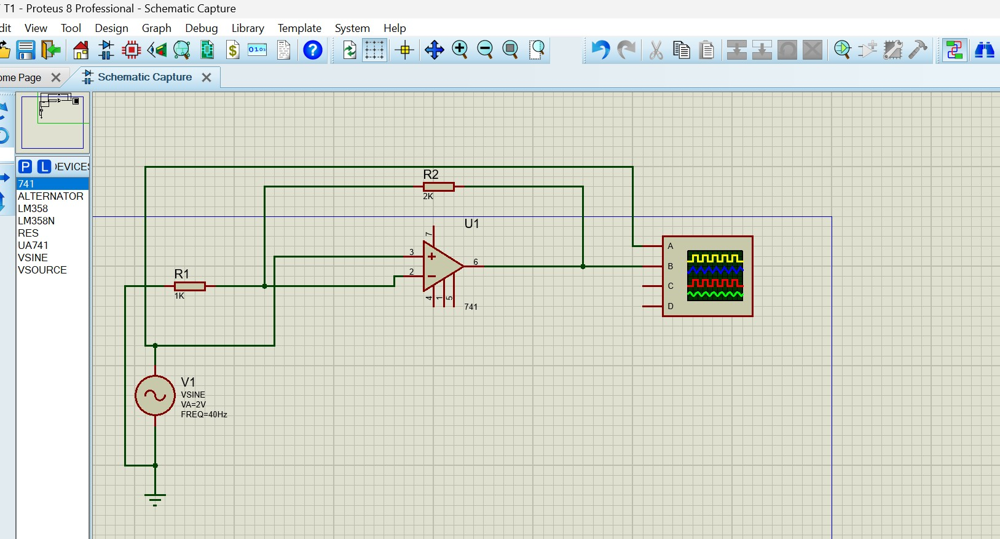 T1 - Proteus 8 Professional - Schematic Capture
dit View Tool Design Graph Debug Library Template System Help
$ 0101 ?
ome Page Schematic Capture
P L DEVICES
741
ALTERNATOR
LM358
LM358N
RES
UA741
VSINE
VSOURCE
R2
2K
U1
7
3
2
6
4
1
5
741
R1
1K
A
B
C
D
V1
VSINE
VA=2V
FREQ=40Hz